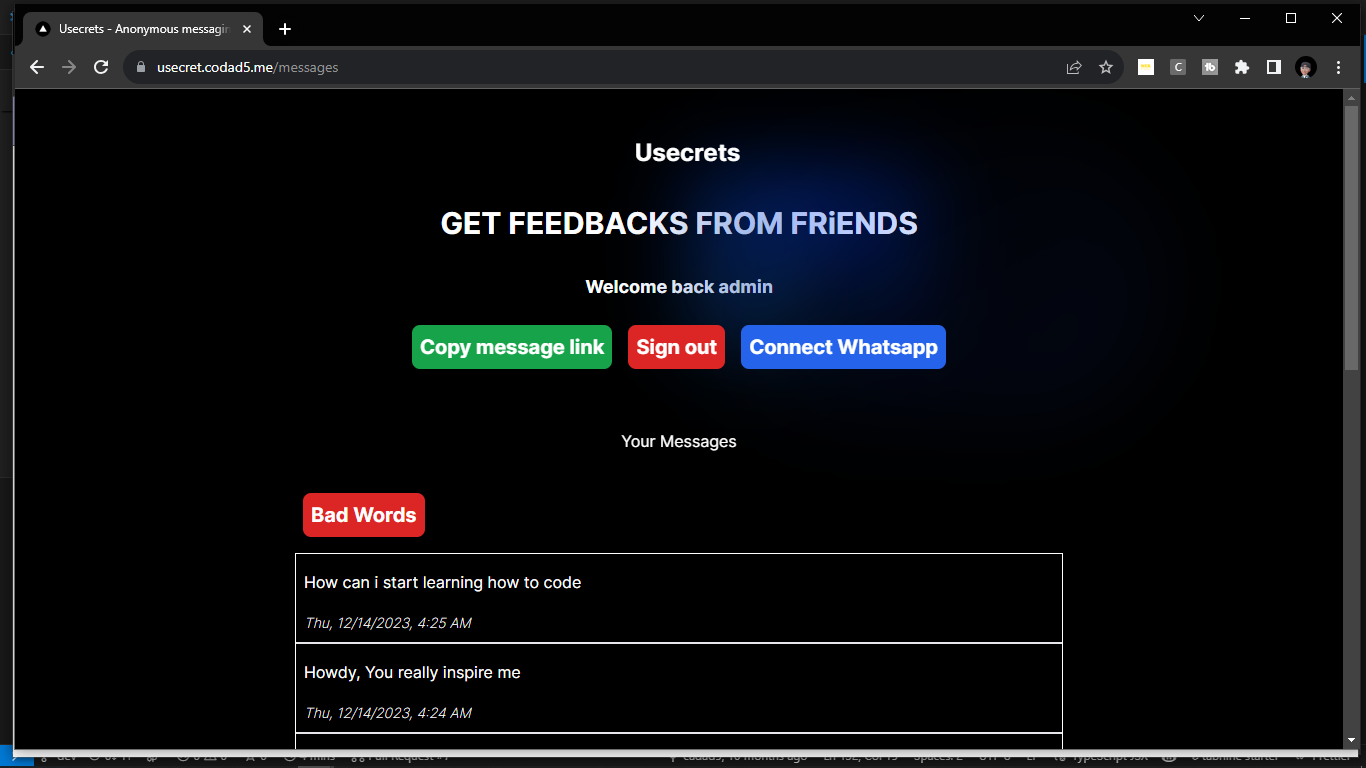 Usecrets - Anonymous messagin
usecret.codad5.me/messages
Usecrets
GET FEEDBACKS FROM FRiENDS
Welcome back admin
Copy message link
Sign out
Connect Whatsapp
Your Messages
Bad Words
How can i start learning how to code
Thu, 12/14/2023, 4:25 AM
Howdy, You really inspire me
Thu, 12/14/2023, 4:24 AM